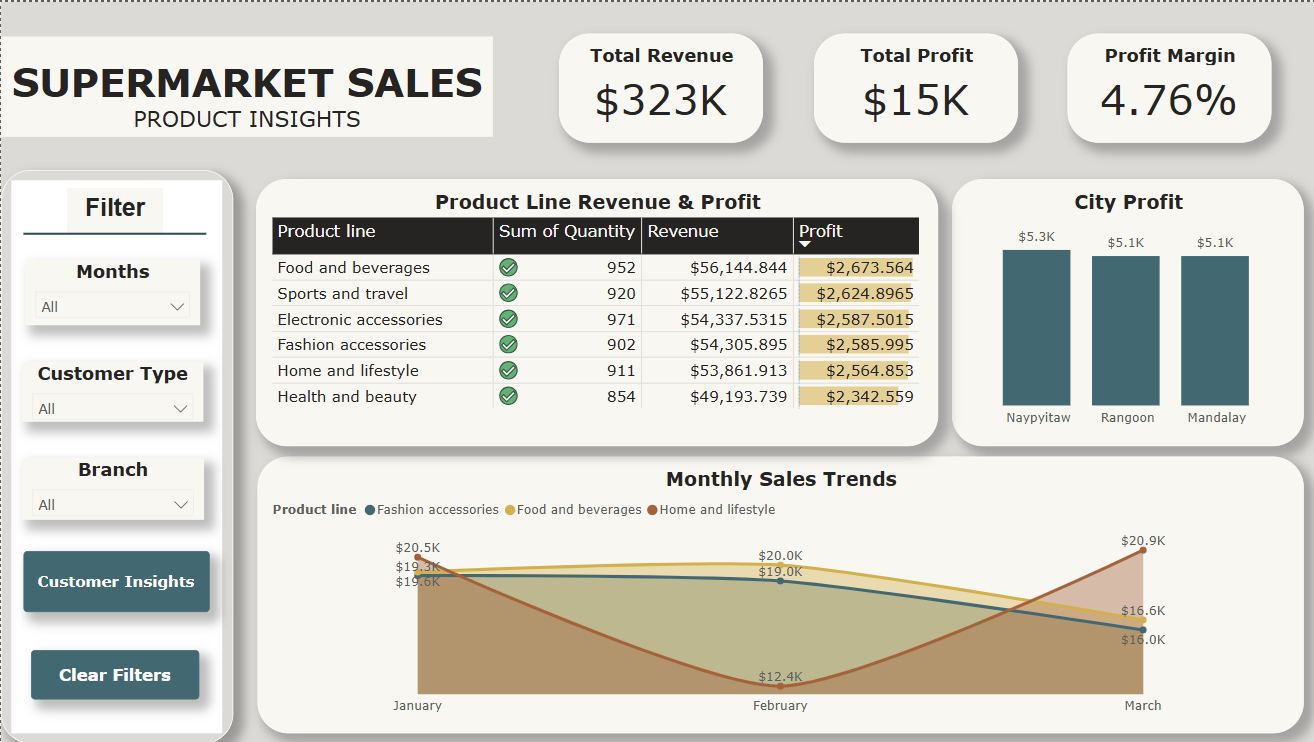 SUPERMARKET SALES
PRODUCT INSIGHTS
Total Revenue
$323K
Total Profit
$15K
Profit Margin
4.76%
Filter
Months
All
Customer Type
All
Branch
All
Customer Insights
Clear Filters
Product Line Revenue & Profit
Product line Sum of Quantity Revenue Profit
Food and beverages 952 $56,144.844 $2,673.564
Sports and travel 920 $55,122.8265 $2,624.8965
Electronic accessories 971 $54,337.5315 $2,587.5015
Fashion accessories 902 $54,305.895 $2,585.995
Home and lifestyle 911 $53,861.913 $2,564.853
Health and beauty 854 $49,193.739 $2,342.559
City Profit
$5.3K $5.1K $5.1K
Naypyitaw Rangoon Mandalay
Monthly Sales Trends
Product line Fashion accessories Food and beverages Home and lifestyle
$20.5K
$19.3K
$19.6K
$20.0K
$19.0K
$12.4K
$20.9K
$16.6K
$16.0K
January February March